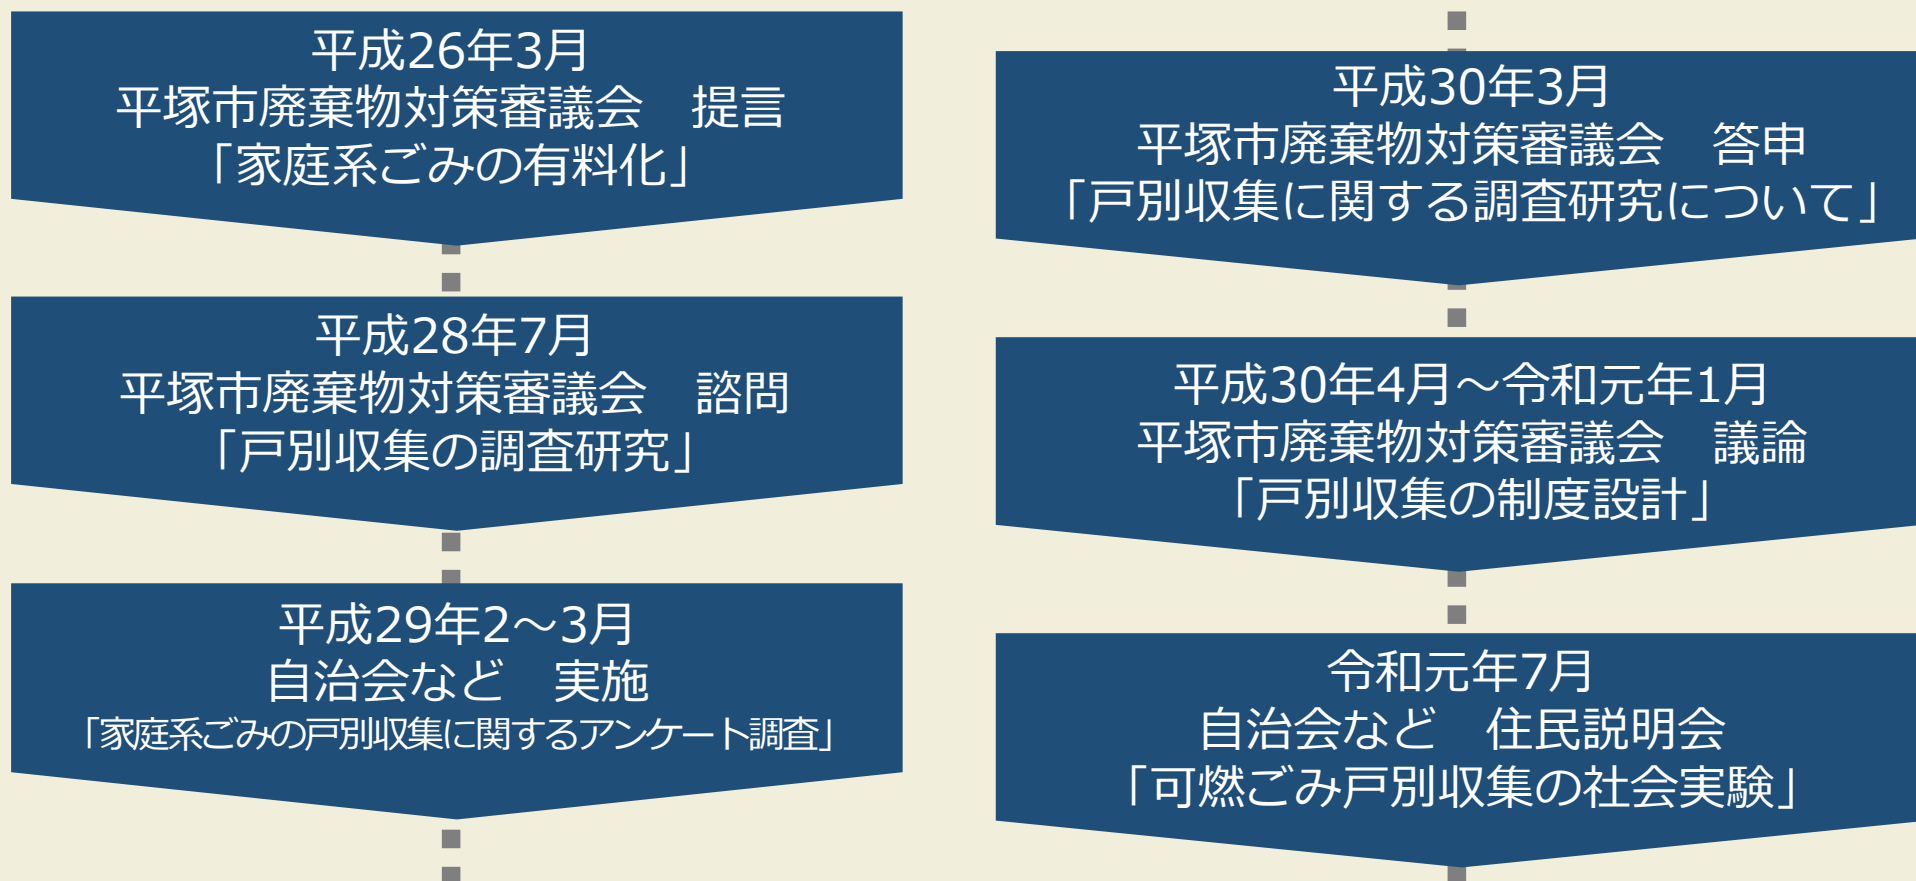 平成26年3月
平塚市廃棄物対策審議会　提言
「家庭系ごみの有料化」
平成28年7月
平塚市廃棄物対策審議会　諮問
「戸別収集の調査研究」
平成29年2～3月
自治会など　実施
「家庭系ごみの戸別収集に関するアンケート調査」
平成30年3月
平塚市廃棄物対策審議会　答申
「戸別収集に関する調査研究について」
平成30年4月～令和元年1月
平塚市廃棄物対策審議会　議論
「戸別収集の制度設計」
令和元年7月
自治会など　住民説明会
「可燃ごみ戸別収集の社会実験」